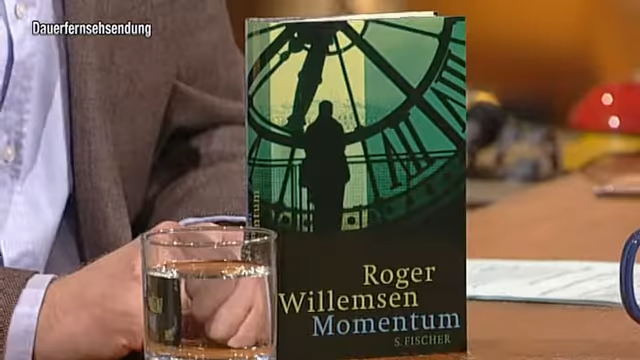 Dauerfernsehsendung
Roger
Willemsen
Momentum
S. FISCHER